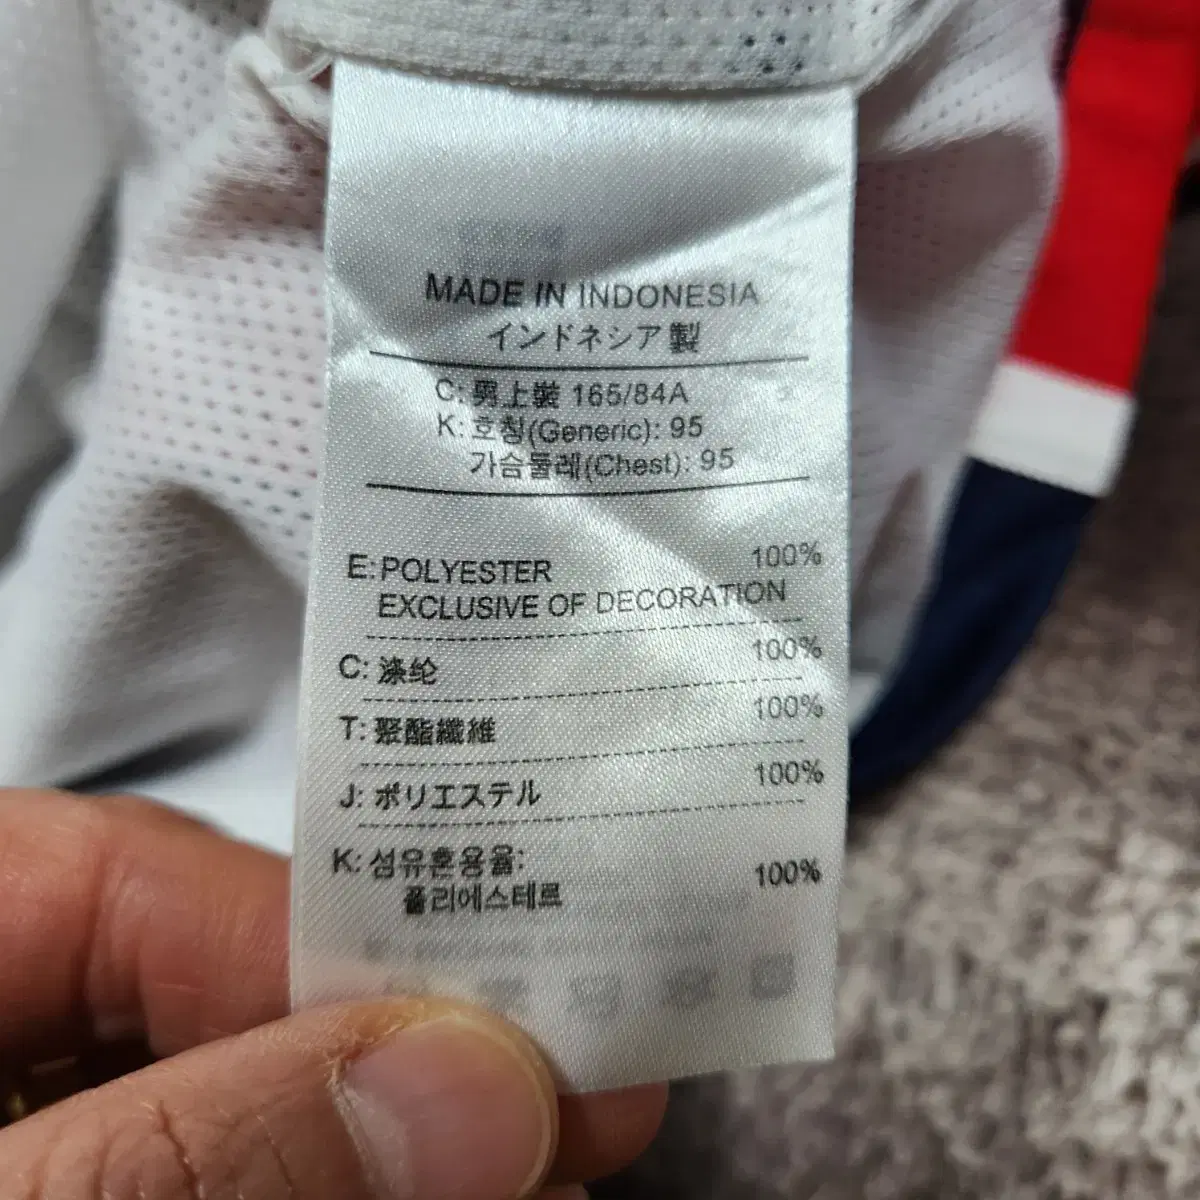 MADE IN INDONESIA
インドネシア製
C: 男上裝 165/84A
K: 호칭(Generic): 95
가슴둘레(Chest): 95
E: POLYESTER 100%
EXCLUSIVE OF DECORATION
C: 涤纶 100%
T: 聚酯纖維 100%
J: ポリエステル 100%
K: 섬유혼용율:
폴리에스테르 100%